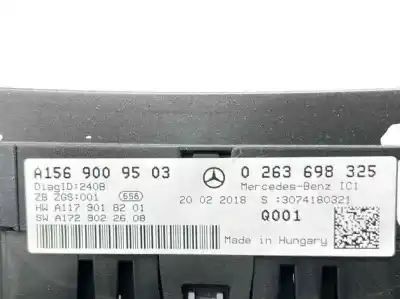 A156 900 95 03 0 263 698 325
DiagID:240B Mercedes-Benz IC1
ZB ZGS:001 656 20 02 2018 S :3074180321
HW A117 901 82 01 Q001
SW A172 902 26 08
Made in Hungary